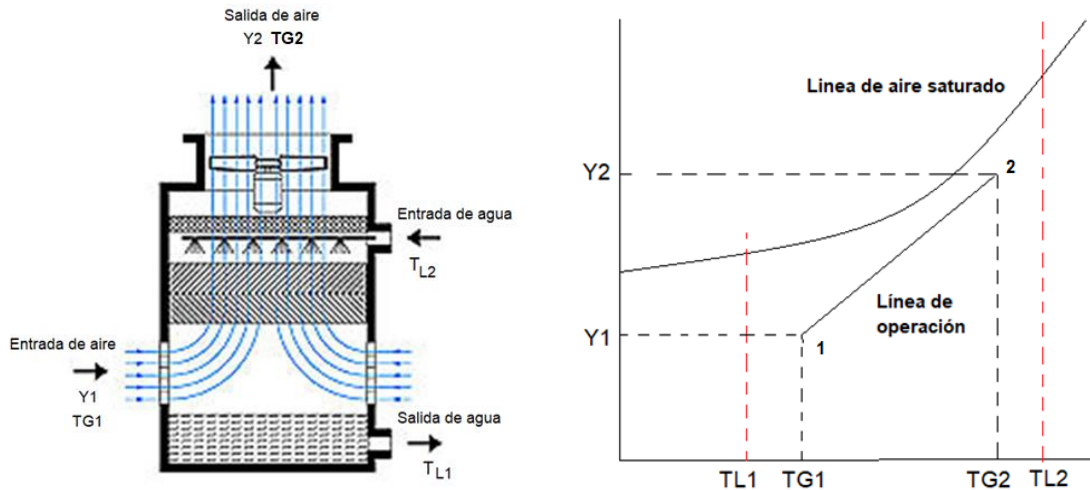 Salida de aire
Y2 TG2
Entrada de agua
TL2
Entrada de aire
Y1
TG1
Salida de agua
TL1
Linea de aire saturado
Y2
2
Línea de
operación
Y1
1
TL1 TG1 TG2 TL2